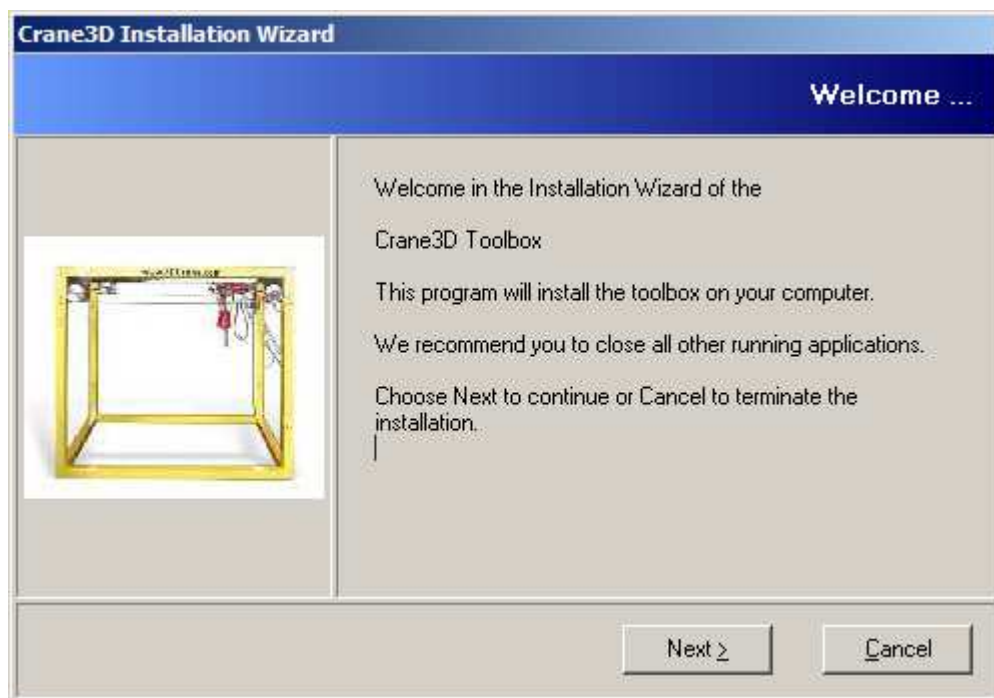 Crane3D Installation Wizard
Welcome ...
Welcome in the Installation Wizard of the
Crane3D Toolbox
This program will install the toolbox on your computer.
We recommend you to close all other running applications.
Choose Next to continue or Cancel to terminate the
installation.
Next >
Cancel